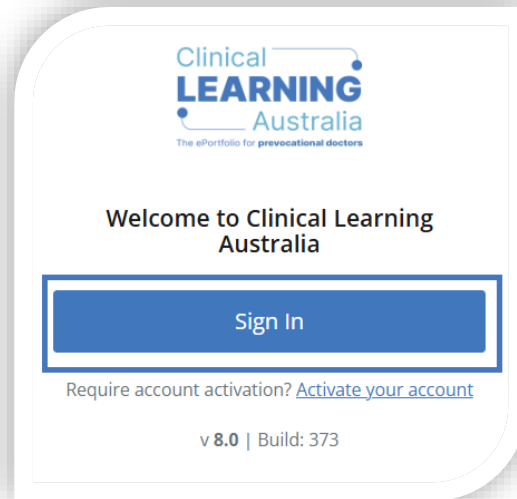 Clinical
LEARNING
Australia
The ePortfolio for prevocational doctors
Welcome to Clinical Learning
Australia
Sign In
Require account activation? Activate your account
v 8.0 | Build: 373